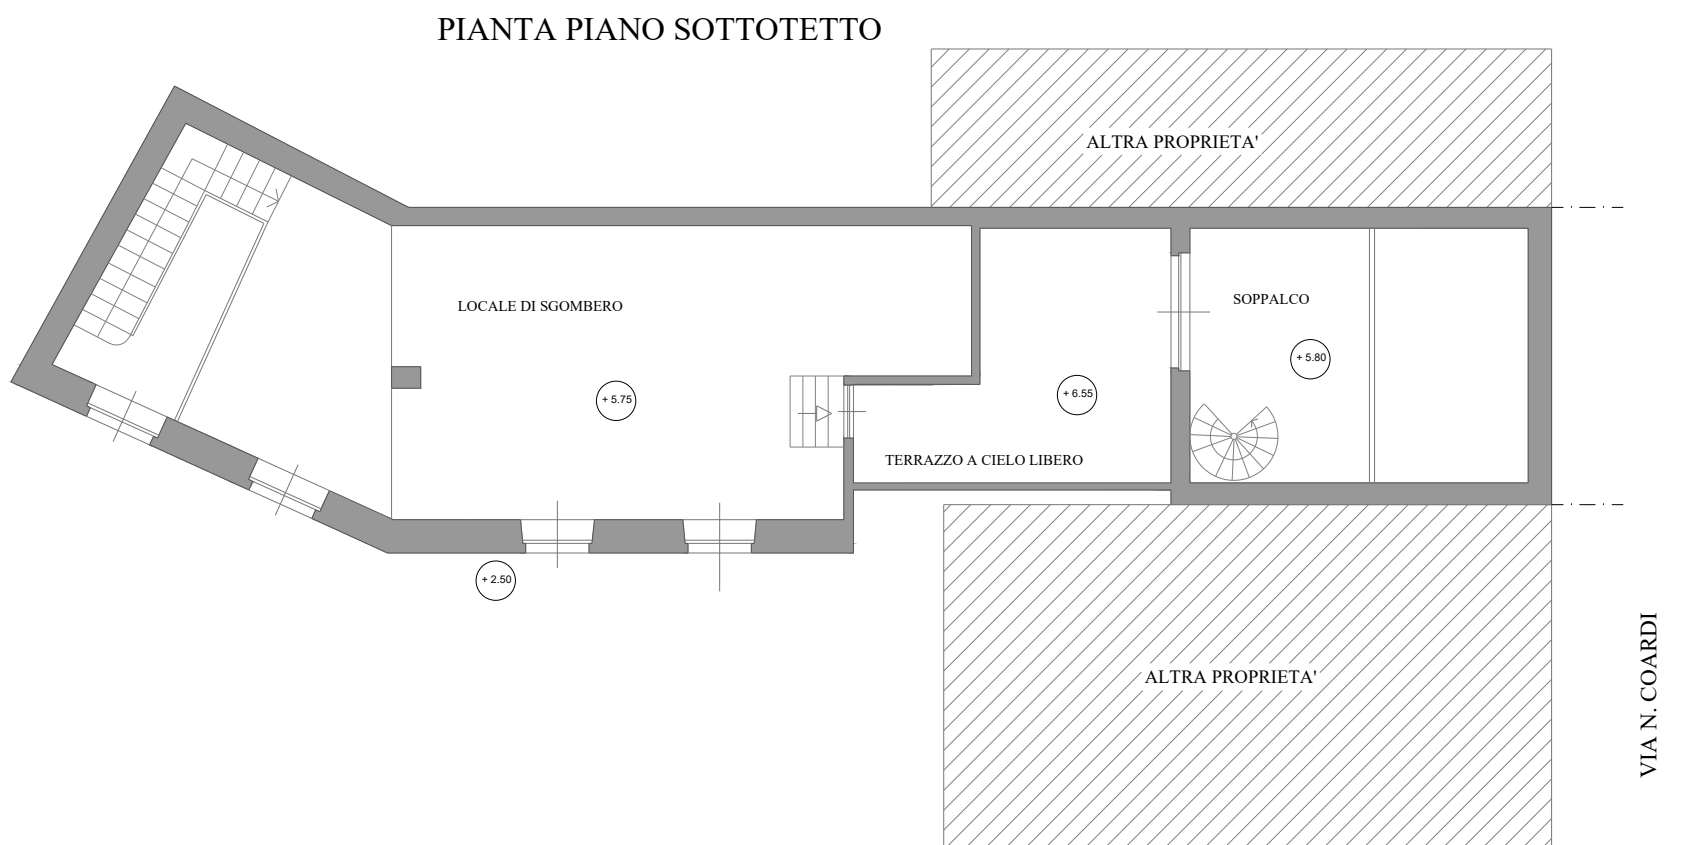 PIANTA PIANO SOTTOTETTO
ALTRA PROPRIETA'
LOCALE DI SGOMBERO
SOPPALCO
+ 5.80
+ 5.75
+ 6.55
TERRAZZO A CIELO LIBERO
+ 2.50
ALTRA PROPRIETA'
VIA N. COARDI